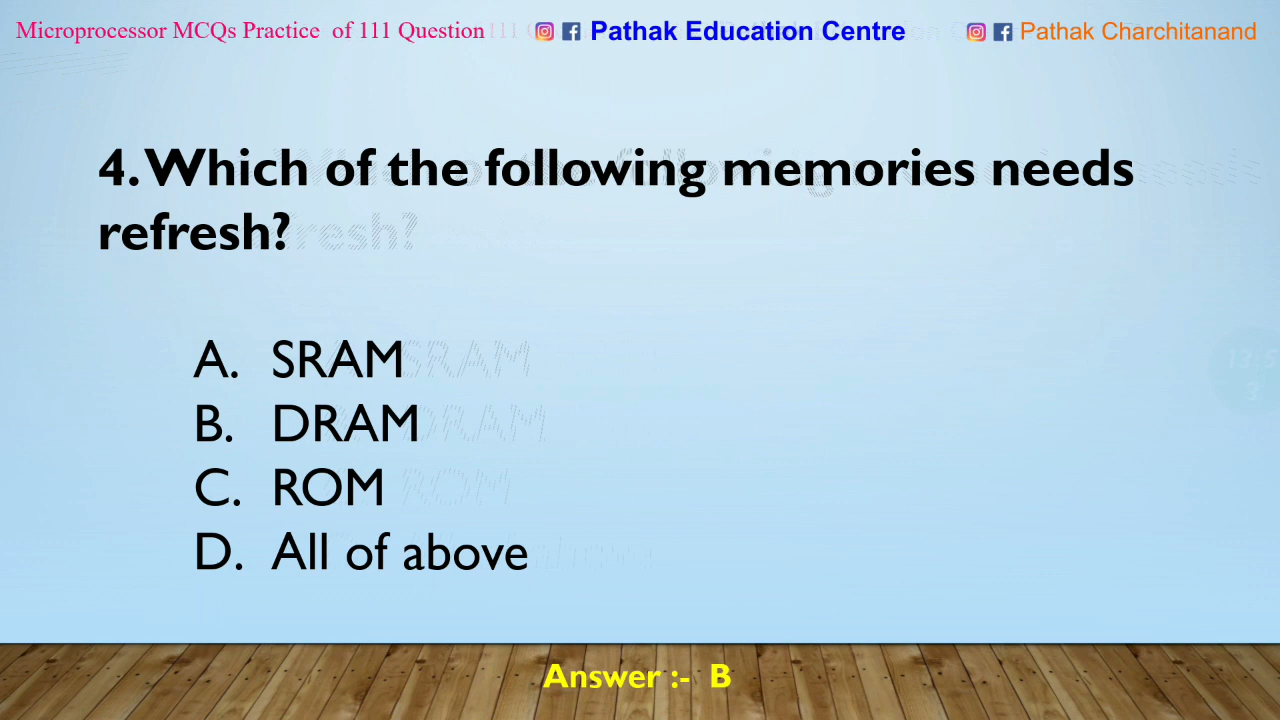 Microprocessor MCQs Practice of 111 Question Pathak Education Centre Pathak Charchitanand
4. Which of the following memories needs
refresh?
A. SRAM
B. DRAM
C. ROM
D. All of above
Answer :- B